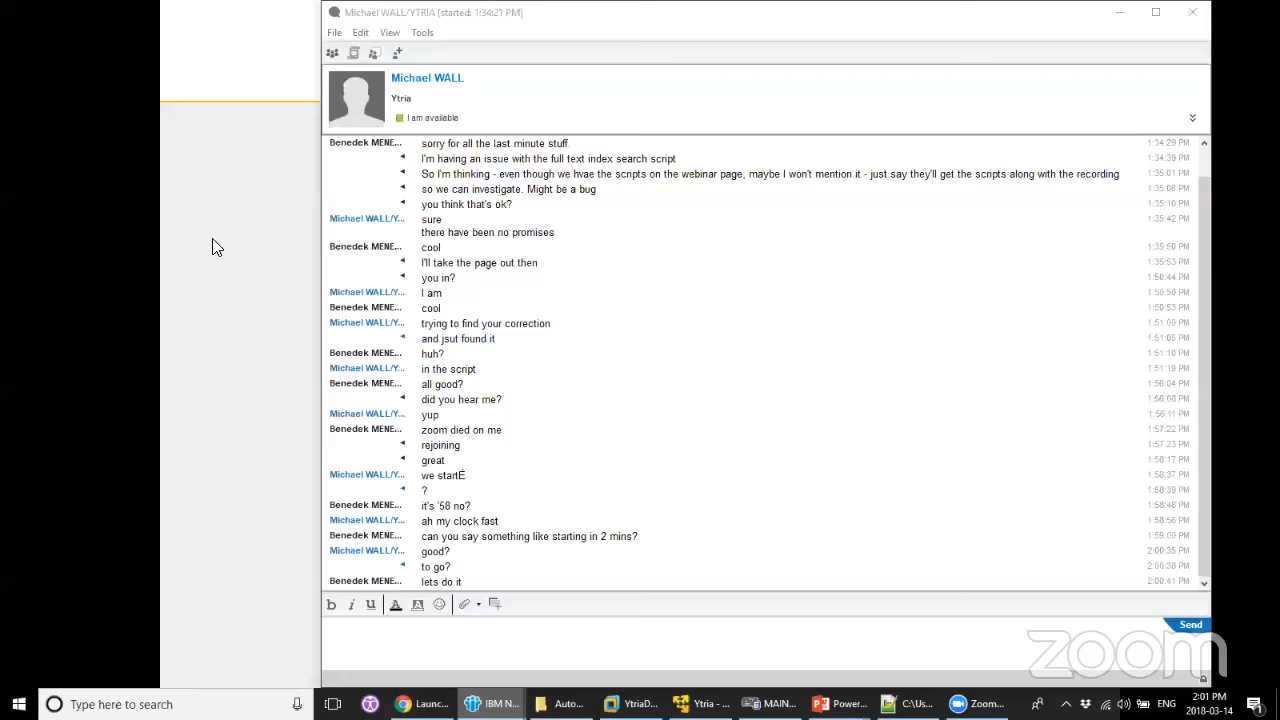 Michael WALL/YTRIA [started: 1:34:21 PM]
File Edit View Tools
Michael WALL
Ytria
I am available
Benedek MENE... sorry for all the last minute stuff. 1:34:29 PM
I'm having an issue with the full text index search script 1:34:39 PM
So I'm thinking - even though we hvae the scripts on the webinar page, maybe I won't mention it - just say they'll get the scripts along with the recording 1:35:01 PM
so we can investigate. Might be a bug 1:35:08 PM
you think that's ok? 1:35:10 PM
Michael WALL/Y... sure 1:35:42 PM
there have been no promises
Benedek MENE... cool 1:35:50 PM
I'll take the page out then 1:35:53 PM
you in? 1:50:44 PM
Michael WALL/Y... I am 1:50:50 PM
Benedek MENE... cool 1:50:53 PM
Michael WALL/Y... trying to find your correction 1:51:00 PM
and jsut found it 1:51:05 PM
Benedek MENE... huh? 1:51:10 PM
Michael WALL/Y... in the script 1:51:19 PM
Benedek MENE... all good? 1:56:04 PM
did you hear me? 1:56:08 PM
Michael WALL/Y... yup 1:56:11 PM
Benedek MENE... zoom died on me 1:57:22 PM
rejoining 1:57:23 PM
great 1:58:17 PM
Michael WALL/Y... we startÉ 1:58:37 PM
? 1:58:39 PM
Benedek MENE... it's '58 no? 1:58:48 PM
Michael WALL/Y... ah my clock fast 1:58:56 PM
Benedek MENE... can you say something like starting in 2 mins? 1:59:00 PM
Michael WALL/Y... good? 2:00:35 PM
to go? 2:00:38 PM
Benedek MENE... lets do it 2:00:41 PM
b i u A A
Send
zoom
Type here to search Launc... IBM N... Auto... YtriaD... Ytria - ... MAIN... Power... C:\Us... Zoom... ENG 2:01 PM
2018-03-14